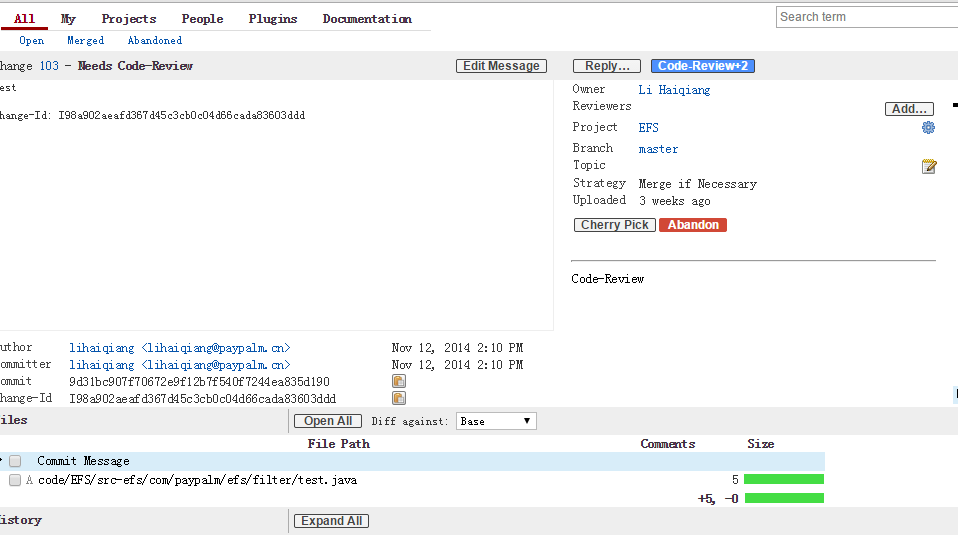 All My Projects People Plugins Documentation
Search term
Open Merged Abandoned
hange 103 - Needs Code-Review
Edit Message
Reply...
Code-Review+2
est
hange-Id: I98a902aeafd367d45c3cb0c04d66cada83603ddd
Owner Li Haiqiang
Reviewers
Add...
Project EFS
Branch master
Topic
Strategy Merge if Necessary
Uploaded 3 weeks ago
Cherry Pick Abandon
Code-Review
uthor lihaiqiang <lihaiqiang@paypalm.cn> Nov 12, 2014 2:10 PM
ommitter lihaiqiang <lihaiqiang@paypalm.cn> Nov 12, 2014 2:10 PM
ommit 9d31bc907f70672e9f12b7f540f7244ea835d190
hange-Id I98a902aeafd367d45c3cb0c04d66cada83603ddd
iles
Open All Diff against: Base
File Path Comments Size
Commit Message
A code/EFS/src-efs/com/paypalm/efs/filter/test.java 5
+5, -0
istory
Expand All